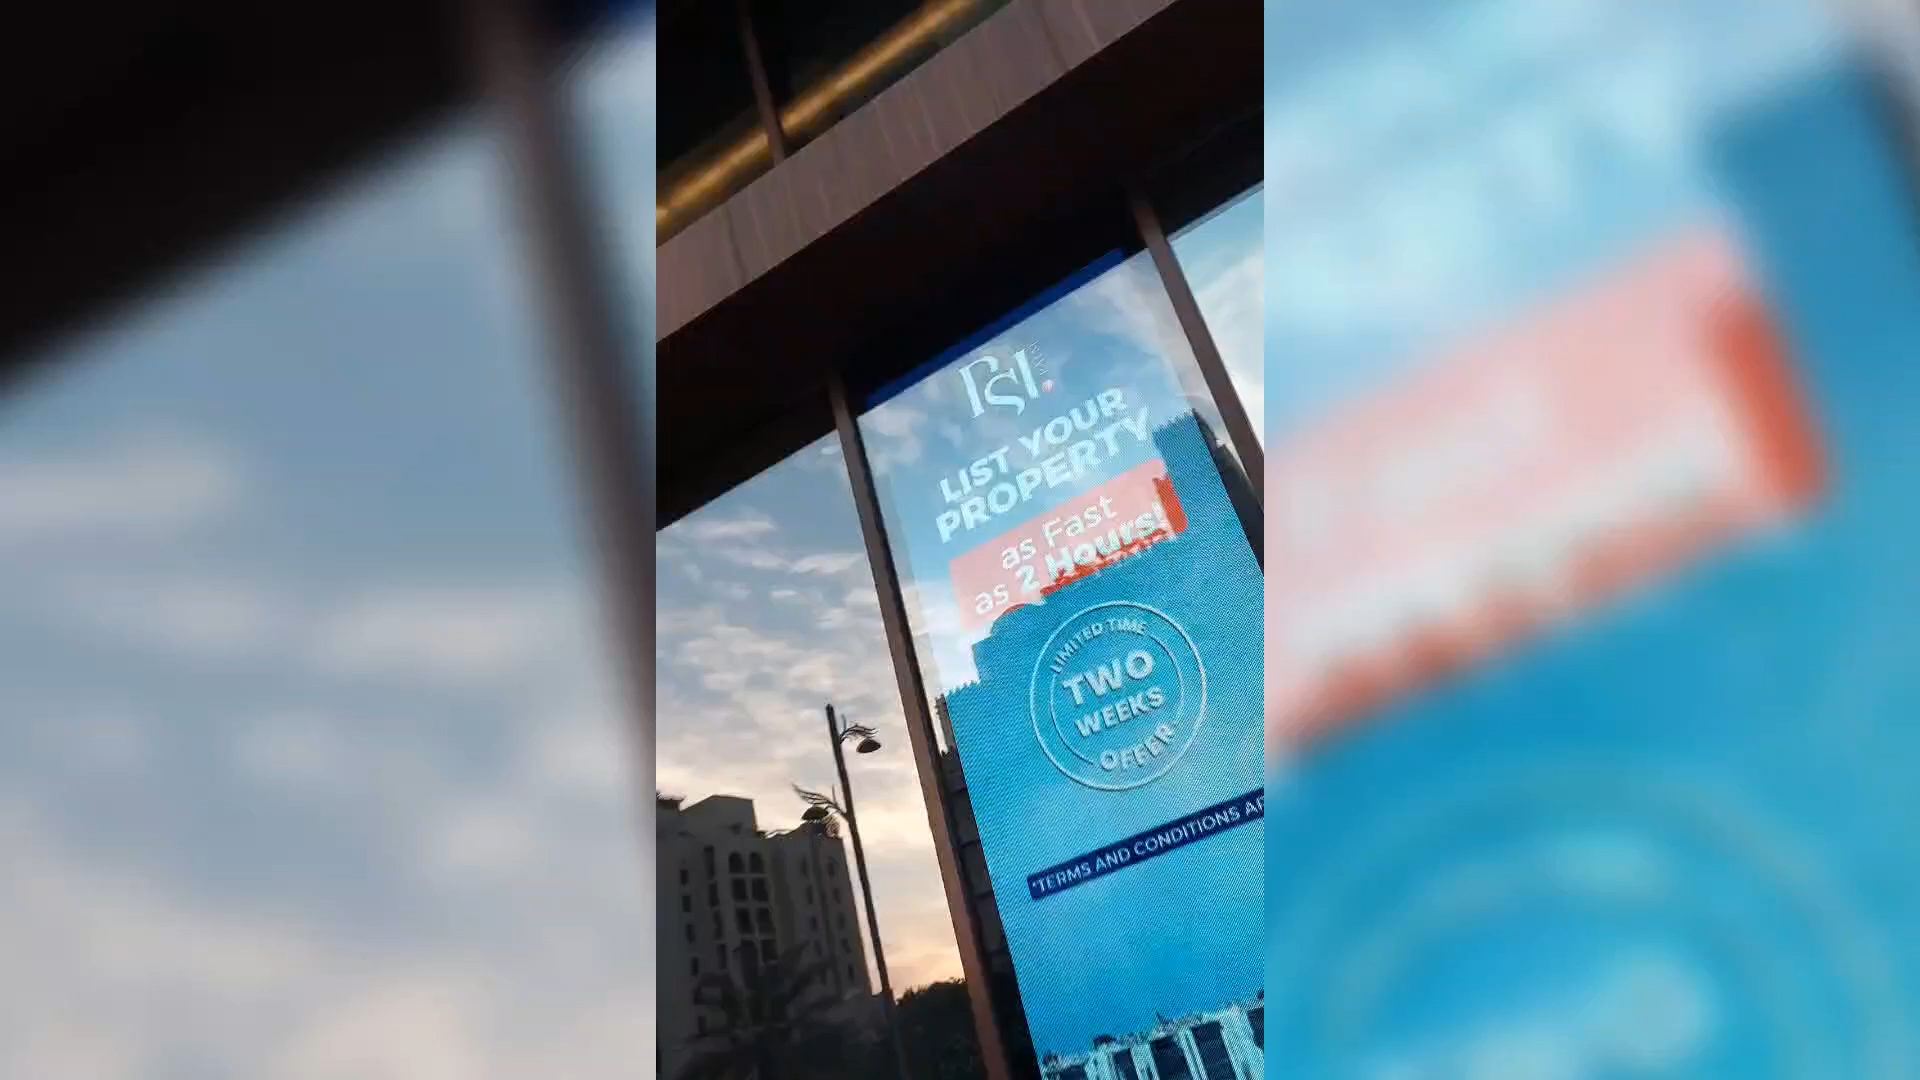 PSI
LIST YOUR
PROPERTY
as Fast
as 2 Hours!
LIMITED TIME
TWO
WEEKS
OFFER
*TERMS AND CONDITIONS